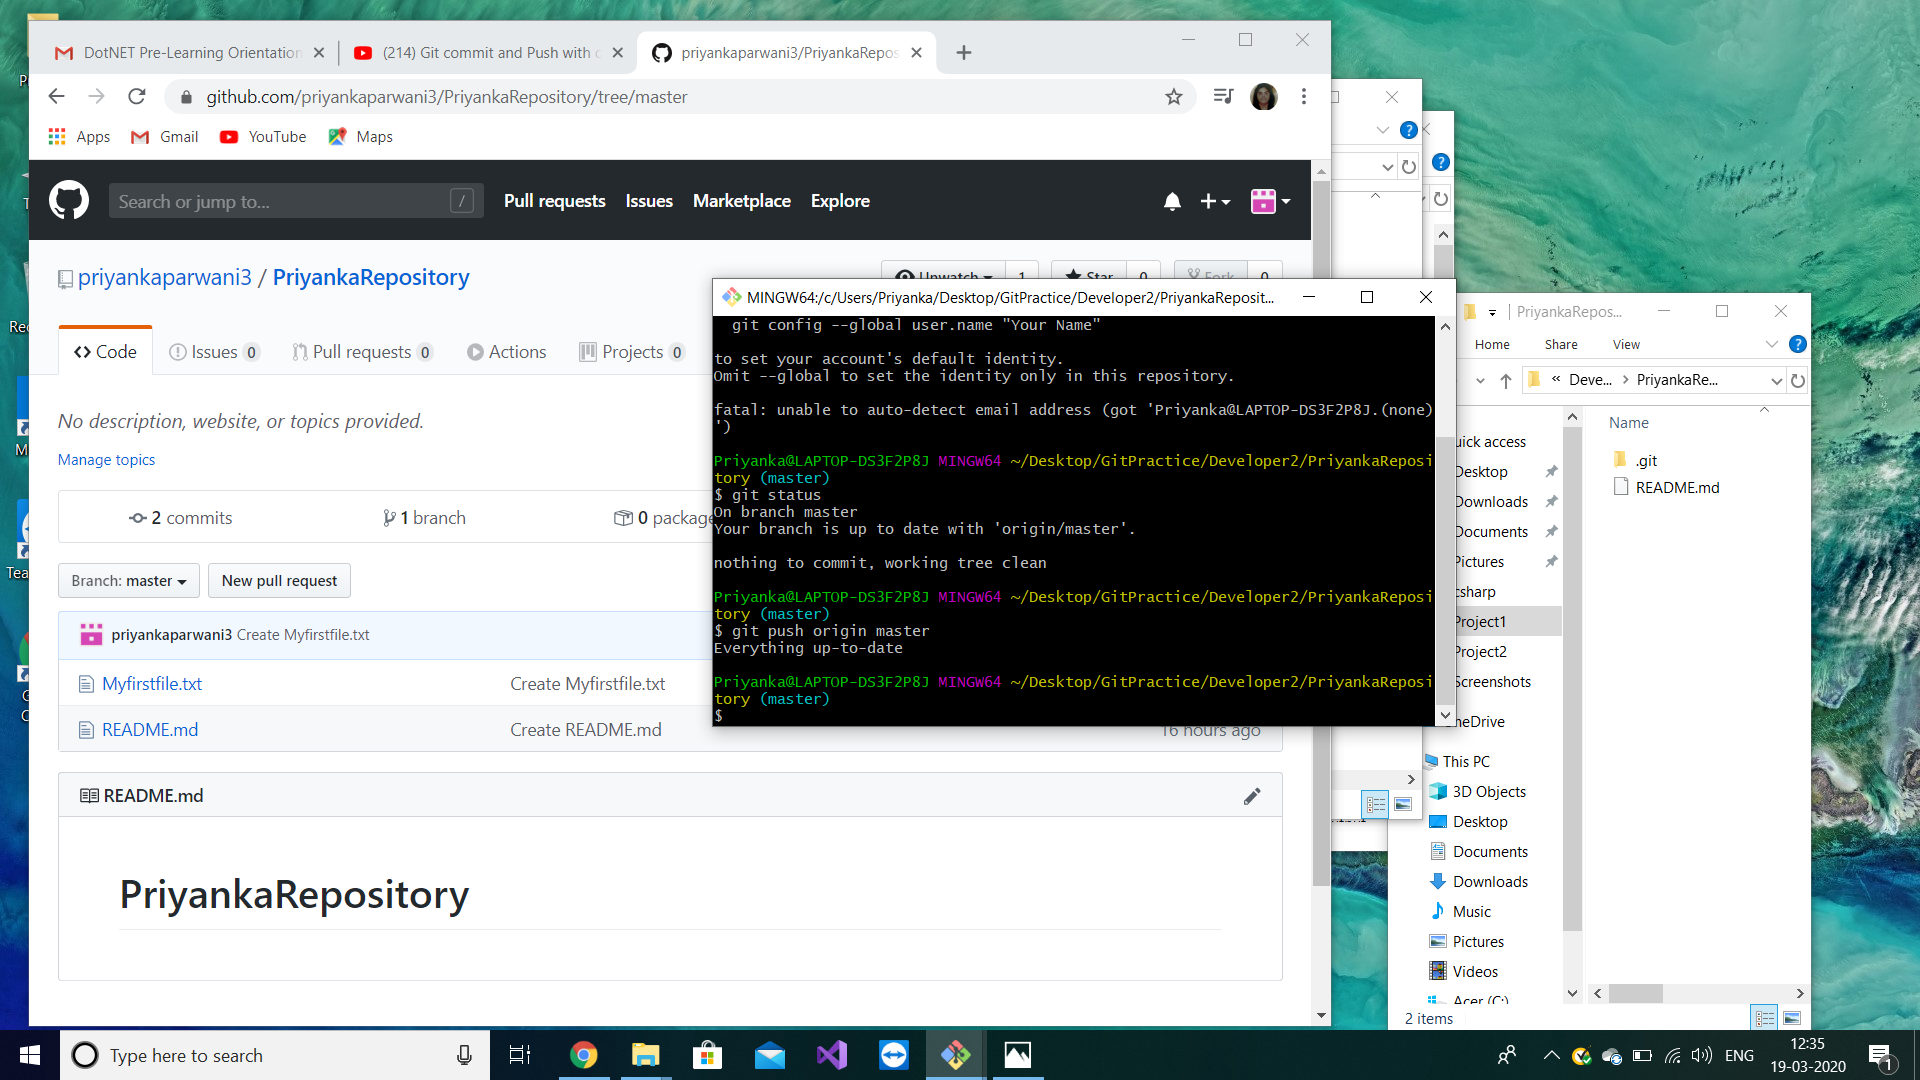 DotNET Pre-Learning Orientation
(214) Git commit and Push with
priyankaparwani3/PriyankaRepos
github.com/priyankaparwani3/PriyankaRepository/tree/master
Apps
Gmail
YouTube
Maps
Search or jump to...
/
Pull requests
Issues
Marketplace
Explore
priyankaparwani3 / PriyankaRepository
Unwatch
1
Star
0
Fork
0
Code
Issues 0
Pull requests 0
Actions
Projects 0
No description, website, or topics provided.
Manage topics
2 commits
1 branch
0 package
Branch: master
New pull request
priyankaparwani3 Create Myfirstfile.txt
Myfirstfile.txt
Create Myfirstfile.txt
README.md
Create README.md
16 hours ago
README.md
PriyankaRepository
MINGW64:/c/Users/Priyanka/Desktop/GitPractice/Developer2/PriyankaReposit...
git config --global user.name "Your Name"
to set your account's default identity.
Omit --global to set the identity only in this repository.
fatal: unable to auto-detect email address (got 'Priyanka@LAPTOP-DS3F2P8J.(none)
')
Priyanka@LAPTOP-DS3F2P8J MINGW64 ~/Desktop/GitPractice/Developer2/PriyankaReposi
tory (master)
$ git status
On branch master
Your branch is up to date with 'origin/master'.
nothing to commit, working tree clean
Priyanka@LAPTOP-DS3F2P8J MINGW64 ~/Desktop/GitPractice/Developer2/PriyankaReposi
tory (master)
$ git push origin master
Everything up-to-date
Priyanka@LAPTOP-DS3F2P8J MINGW64 ~/Desktop/GitPractice/Developer2/PriyankaReposi
tory (master)
$
PriyankaRepos...
Home
Share
View
« Deve... › PriyankaRe...
Name
.git
README.md
uick access
Desktop
Downloads
Documents
Pictures
csharp
Project1
Project2
Screenshots
neDrive
This PC
3D Objects
Desktop
Documents
Downloads
Music
Pictures
Videos
Acer (C:)
2 items
Type here to search
ENG
12:35
19-03-2020
1